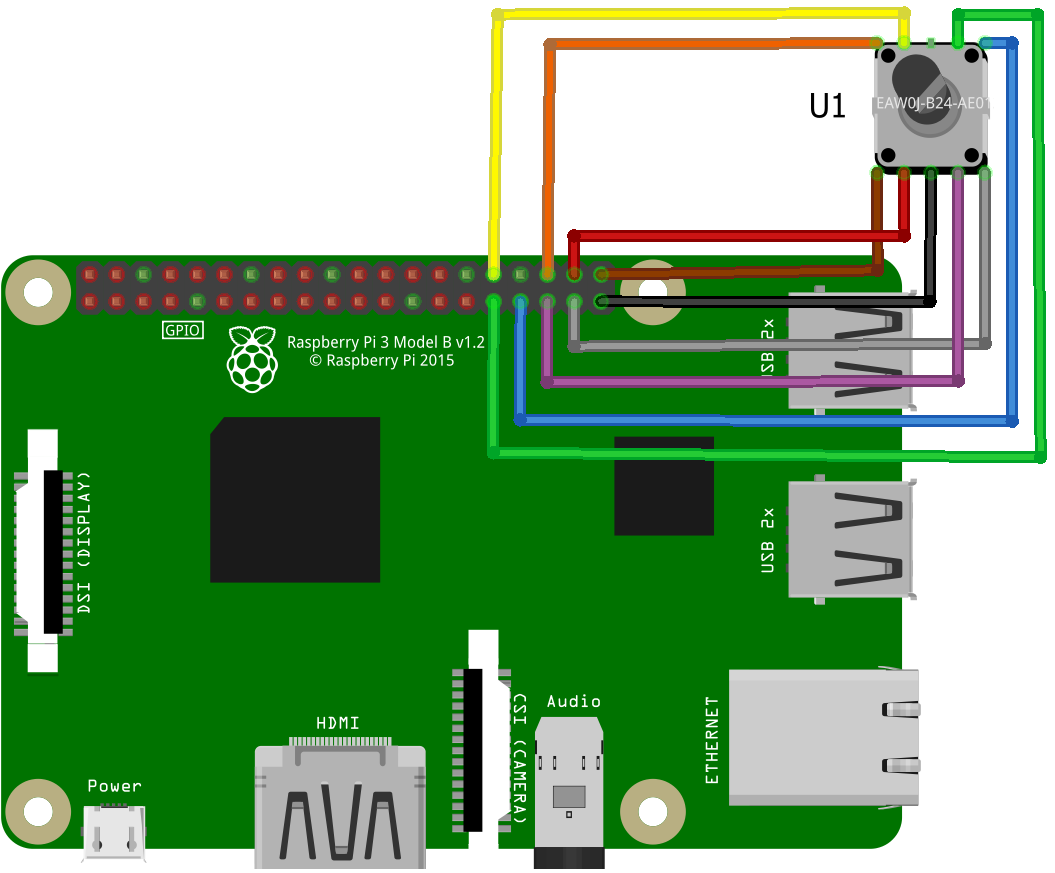 U1
EAW0J-B24-AE01
GPIO
Raspberry Pi 3 Model B v1.2
© Raspberry Pi 2015
USB 2x
DSI (DISPLAY)
USB 2x
HDMI
CSI (CAMERA)
Audio
ETHERNET
Power